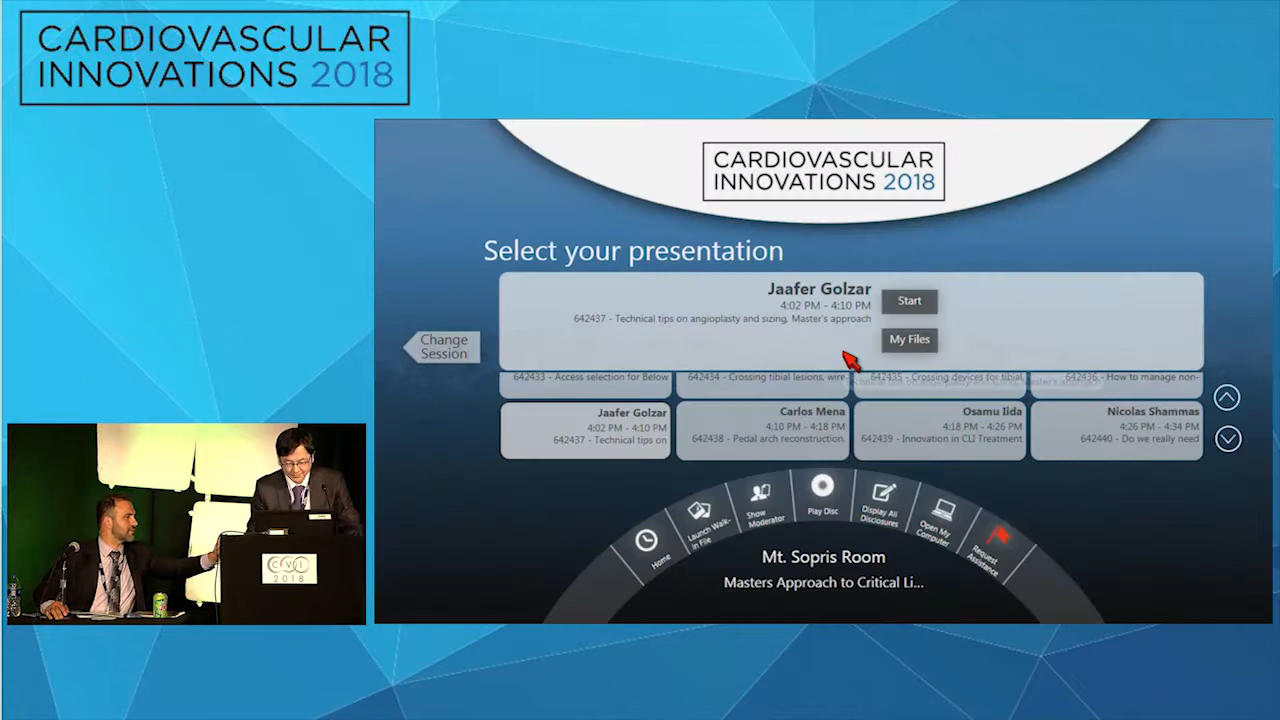 CARDIOVASCULAR
INNOVATIONS 2018
CARDIOVASCULAR
INNOVATIONS 2018
Select your presentation
Jaafer Golzar
4:02 PM - 4:10 PM
642437 - Technical tips on angioplasty and sizing, Master's approach
Start
My Files
Change
Session
642433 - Access selection for Below
642434 - Crossing tibial lesions, wire-
642435 - Crossing devices for tibial
642436 - How to manage non-
Jaafer Golzar
4:02 PM - 4:10 PM
642437 - Technical tips on
Carlos Mena
4:10 PM - 4:18 PM
642438 - Pedal arch reconstruction,
Osamu Iida
4:18 PM - 4:26 PM
642439 - Innovation in CLI Treatment
Nicolas Shammas
4:26 PM - 4:34 PM
642440 - Do we really need
Home
Launch Walk-
in File
Show
Moderator
Play Disc
Display All
Disclosures
Open My
Computer
Request
Assistance
Mt. Sopris Room
Masters Approach to Critical Li...
CVI
2018